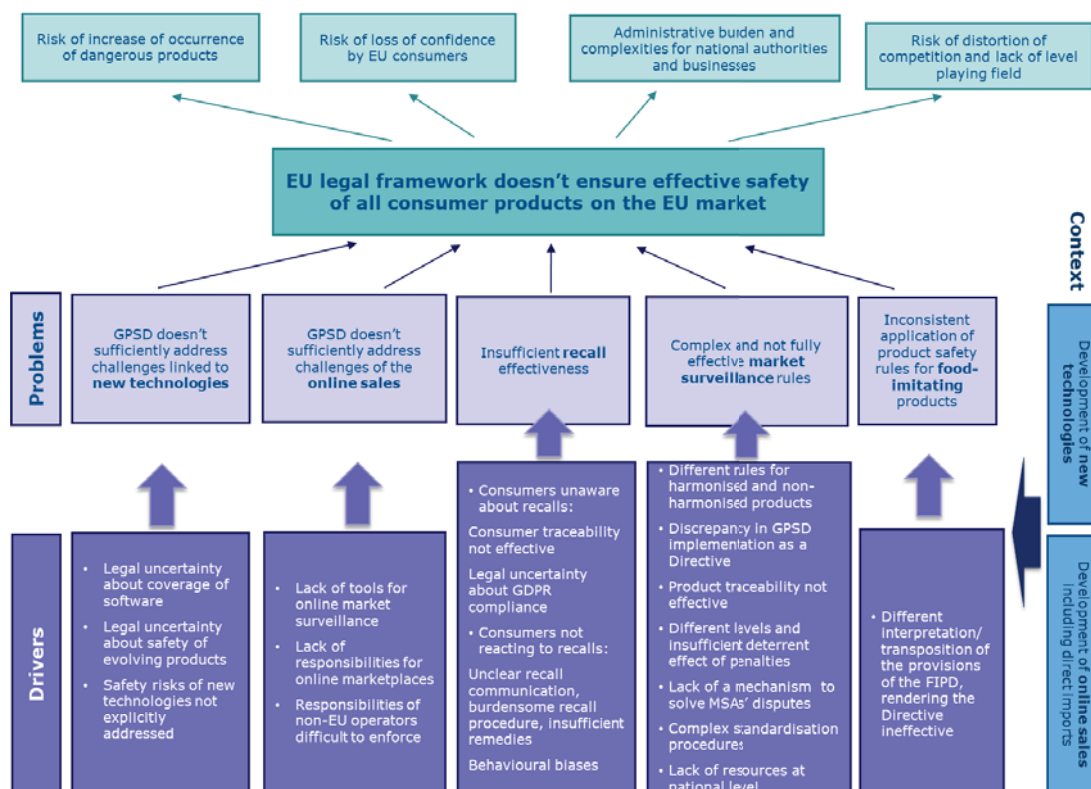 Risk of increase of occurrence
of dangerous products
Risk of loss of confidence
by EU consumers
Administrative burden and
complexities for national authorities
and businesses
Risk of distortion of
competition and lack of level
playing field
EU legal framework doesn't ensure effective safety
of all consumer products on the EU market
Context
Problems
GPSD doesn't
sufficiently address
challenges linked to
new technologies
GPSD doesn't
sufficiently address
challenges of the
online sales
Insufficient recall
effectiveness
Complex and not fully
effective market
surveillance rules
Inconsistent
application of
product safety
rules for food-
imitating
products
Development of new
technologies
Drivers
• Legal uncertainty
about coverage of
software
• Legal uncertainty
about safety of
evolving products
• Safety risks of new
technologies not
explicitly
addressed
• Lack of tools for
online market
surveillance
• Lack of
responsibilities for
online marketplaces
• Responsibilities of
non-EU operators
difficult to enforce
• Consumers unaware
about recalls:
Consumer traceability
not effective
Legal uncertainty
about GDPR
compliance
• Consumers not
reacting to recalls:
Unclear recall
communication,
burdensome recall
procedure, insufficient
remedies
Behavioural biases
• Different rules for
harmonised and non-
harmonised products
• Discrepancy in GPSD
implementation as a
Directive
• Product traceability not
effective
• Different levels and
insufficient deterrent
effect of penalties
• Lack of a mechanism to
solve MSAs' disputes
• Complex standardisation
procedures
• Lack of resources at
national level
• Different
interpretation/
transposition of
the provisions
of the FIPD,
rendering the
Directive
ineffective
Development of online sales
including direct imports